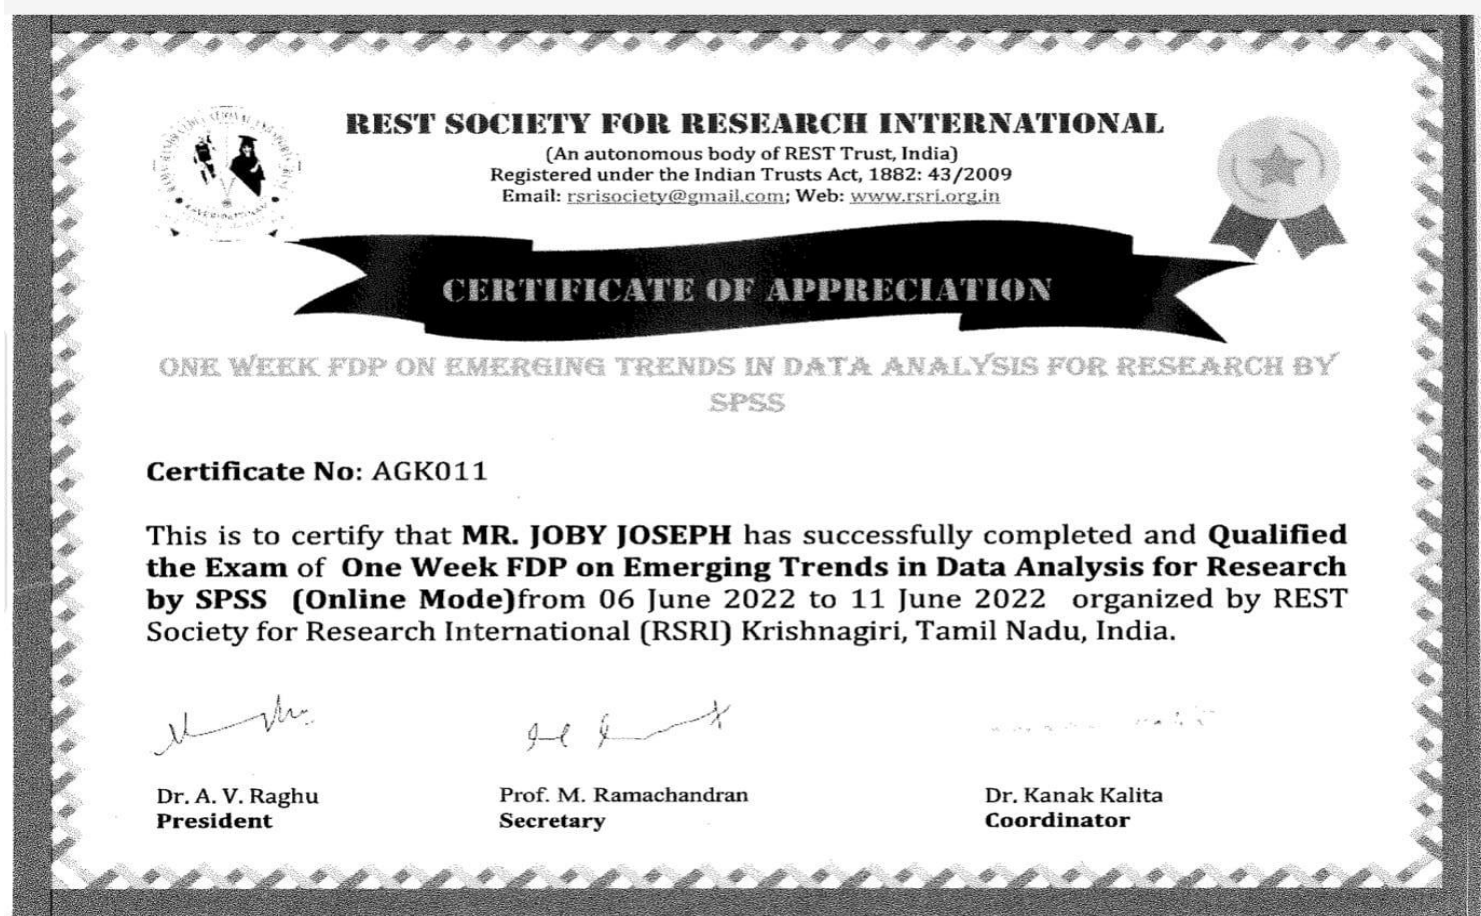 REST SOCIETY FOR RESEARCH INTERNATIONAL
(An autonomous body of REST Trust, India)
Registered under the Indian Trusts Act, 1882: 43/2009
Email: rsrisociety@gmail.com; Web: www.rsri.org.in
CERTIFICATE OF APPRECIATION
ONE WEEK FDP ON EMERGING TRENDS IN DATA ANALYSIS FOR RESEARCH BY
SPSS
Certificate No: AGK011
This is to certify that MR. JOBY JOSEPH has successfully completed and Qualified
the Exam of One Week FDP on Emerging Trends in Data Analysis for Research
by SPSS (Online Mode)from 06 June 2022 to 11 June 2022 organized by REST
Society for Research International (RSRI) Krishnagiri, Tamil Nadu, India.
Dr. A. V. Raghu
President
Prof. M. Ramachandran
Secretary
Dr. Kanak Kalita
Coordinator